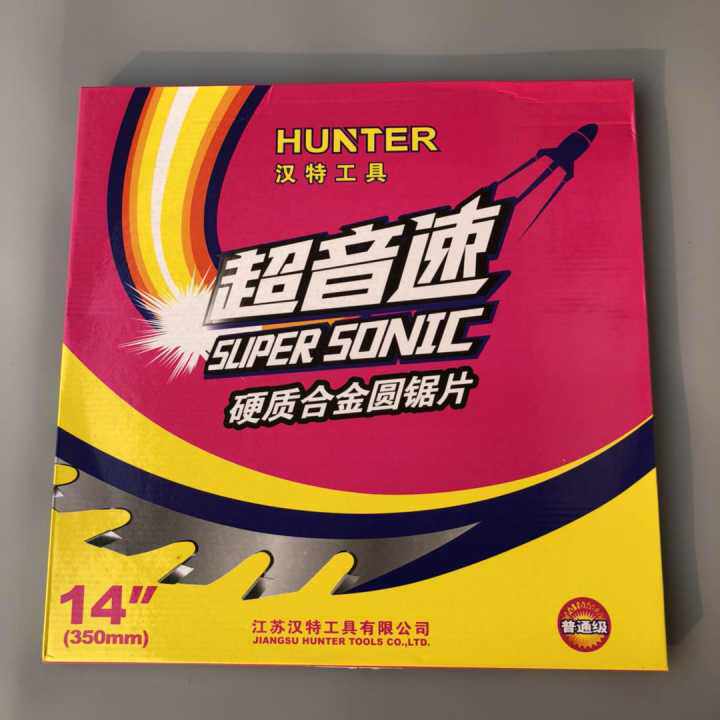 HUNTER
汉特工具
超音速
SUPER SONIC
硬质合金圆锯片
14"
(350mm)
江苏汉特工具有限公司
JIANGSU HUNTER TOOLS CO.,LTD.
普通级